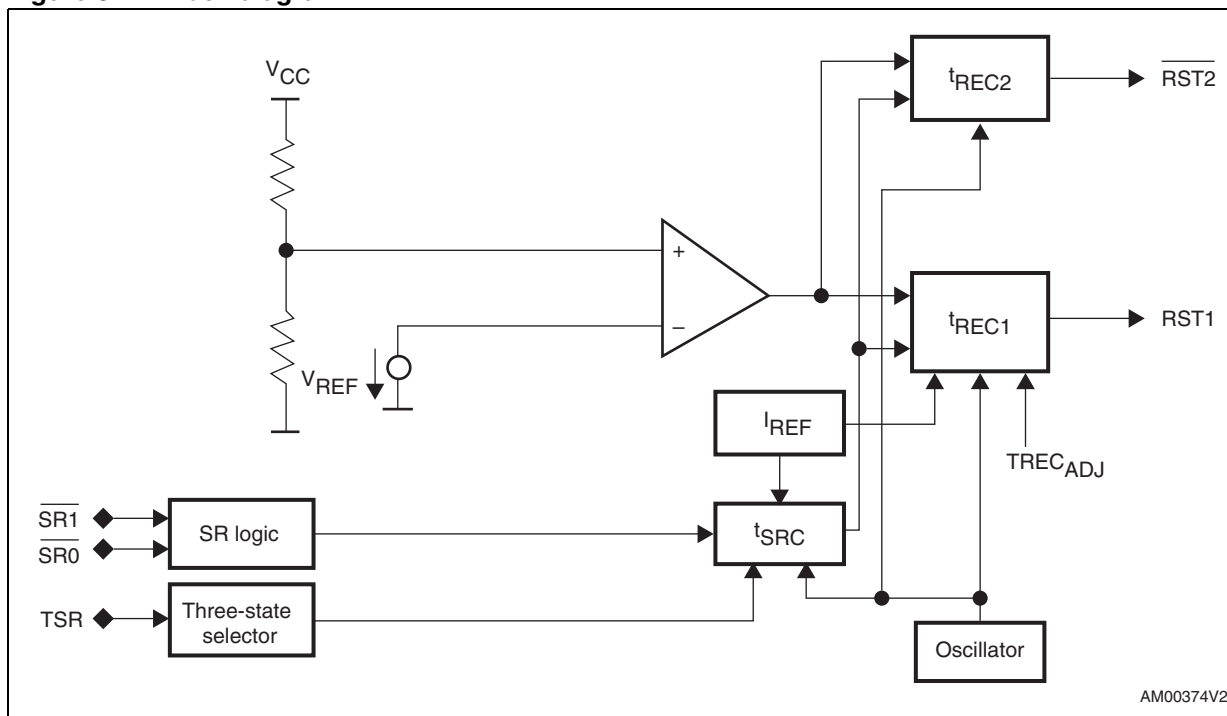 VCC
tREC2
RST2
+
−
VREF
tREC1
RST1
IREF
TRECADJ
SR1
SR0
SR logic
tSRC
TSR
Three-state
selector
Oscillator
AM00374V2